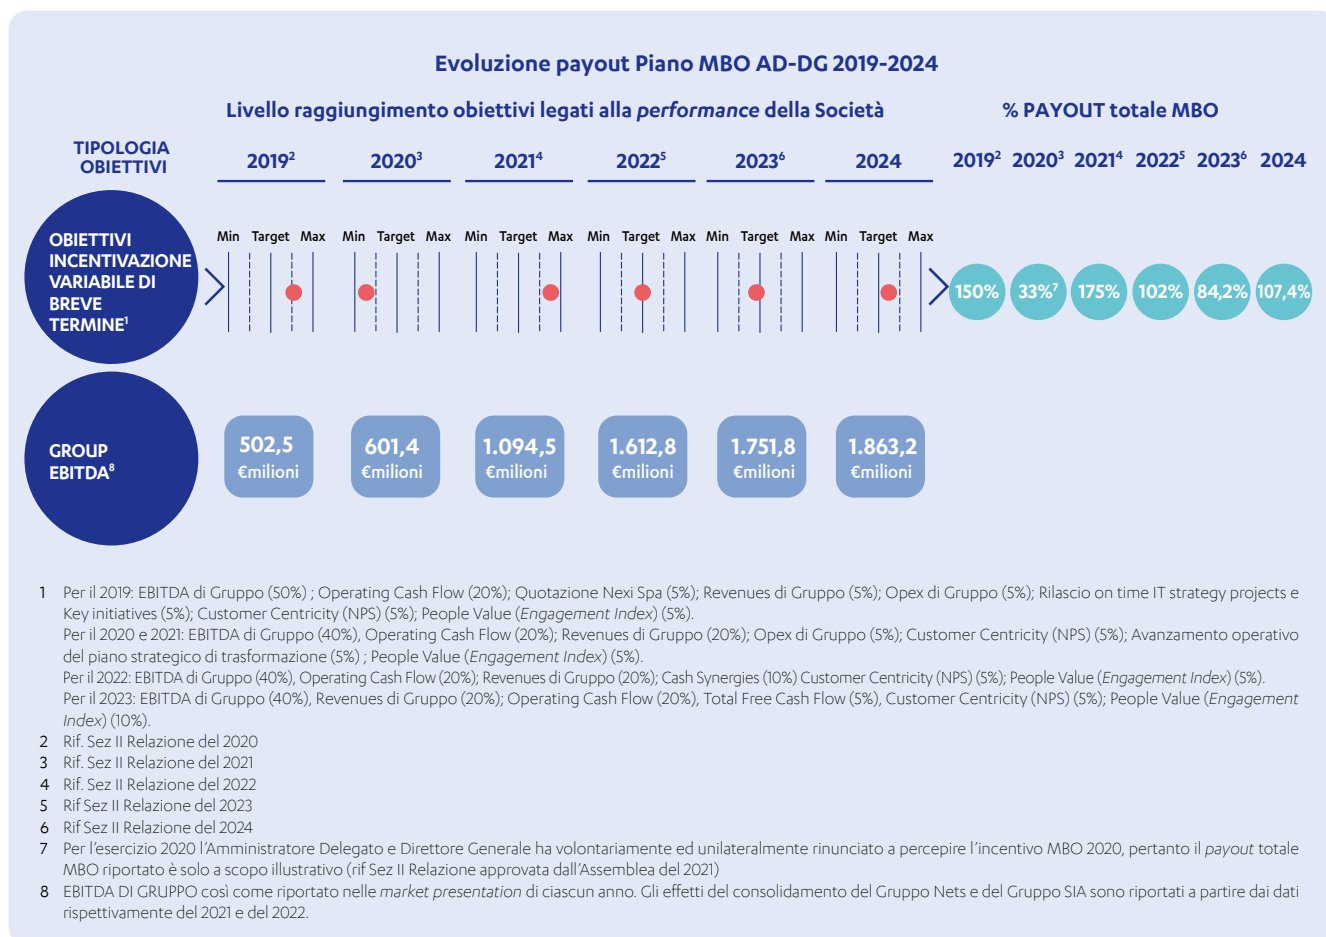 Evoluzione payout Piano MBO AD-DG 2019-2024
Livello raggiungimento obiettivi legati alla performance della Società
% PAYOUT totale MBO
TIPOLOGIA
OBIETTIVI
2019² 2020³ 2021⁴ 2022⁵ 2023⁶ 2024
2019² 2020³ 2021⁴ 2022⁵ 2023⁶ 2024
OBIETTIVI
INCENTIVAZIONE
VARIABILE DI
BREVE
TERMINE¹
Min Target Max Min Target Max Min Target Max Min Target Max Min Target Max Min Target Max
150% 33%⁷ 175% 102% 84,2% 107,4%
GROUP
EBITDA⁸
502,5 601,4 1.094,5 1.612,8 1.751,8 1.863,2
€milioni €milioni €milioni €milioni €milioni €milioni
1 Per il 2019: EBITDA di Gruppo (50%) ; Operating Cash Flow (20%); Quotazione Nexi Spa (5%); Revenues di Gruppo (5%); Opex di Gruppo (5%); Rilascio on time IT strategy projects e
Key initiatives (5%); Customer Centricity (NPS) (5%); People Value (Engagement Index) (5%).
Per il 2020 e 2021: EBITDA di Gruppo (40%), Operating Cash Flow (20%); Revenues di Gruppo (20%); Opex di Gruppo (5%); Customer Centricity (NPS) (5%); Avanzamento operativo
del piano strategico di trasformazione (5%) ; People Value (Engagement Index) (5%).
Per il 2022: EBITDA di Gruppo (40%), Operating Cash Flow (20%); Revenues di Gruppo (20%); Cash Synergies (10%) Customer Centricity (NPS) (5%); People Value (Engagement Index) (5%).
Per il 2023: EBITDA di Gruppo (40%), Revenues di Gruppo (20%); Operating Cash Flow (20%), Total Free Cash Flow (5%), Customer Centricity (NPS) (5%); People Value (Engagement
Index) (10%).
2 Rif. Sez II Relazione del 2020
3 Rif. Sez II Relazione del 2021
4 Rif. Sez II Relazione del 2022
5 Rif Sez II Relazione del 2023
6 Rif Sez II Relazione del 2024
7 Per l'esercizio 2020 l'Amministratore Delegato e Direttore Generale ha volontariamente ed unilateralmente rinunciato a percepire l'incentivo MBO 2020, pertanto il payout totale
MBO riportato è solo a scopo illustrativo (rif Sez II Relazione approvata dall'Assemblea del 2021)
8 EBITDA DI GRUPPO così come riportato nelle market presentation di ciascun anno. Gli effetti del consolidamento del Gruppo Nets e del Gruppo SIA sono riportati a partire dai dati
rispettivamente del 2021 e del 2022.